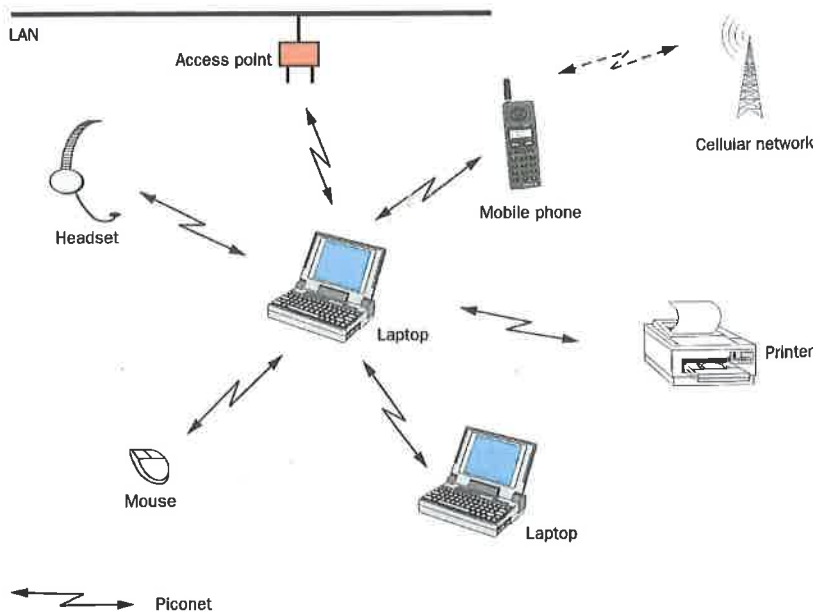 LAN
Access point
Cellular network
Mobile phone
Headset
Laptop
Printer
Mouse
Laptop
Piconet